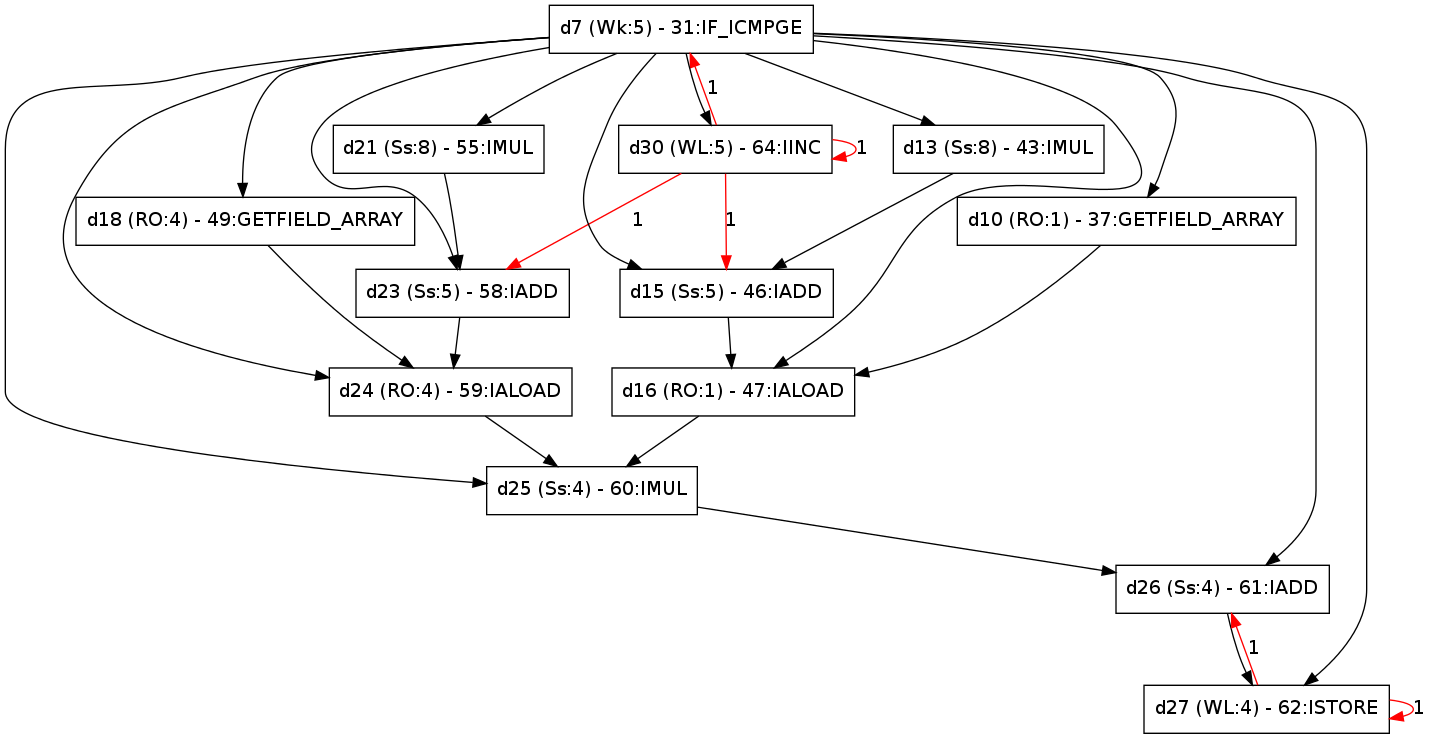 d7 (Wk:5) - 31:IF_ICMPGE
1
d21 (Ss:8) - 55:IMUL
d30 (WL:5) - 64:IINC
1
d13 (Ss:8) - 43:IMUL
d18 (RO:4) - 49:GETFIELD_ARRAY
1
1
d10 (RO:1) - 37:GETFIELD_ARRAY
d23 (Ss:5) - 58:IADD
d15 (Ss:5) - 46:IADD
d24 (RO:4) - 59:IALOAD
d16 (RO:1) - 47:IALOAD
d25 (Ss:4) - 60:IMUL
d26 (Ss:4) - 61:IADD
1
d27 (WL:4) - 62:ISTORE
1